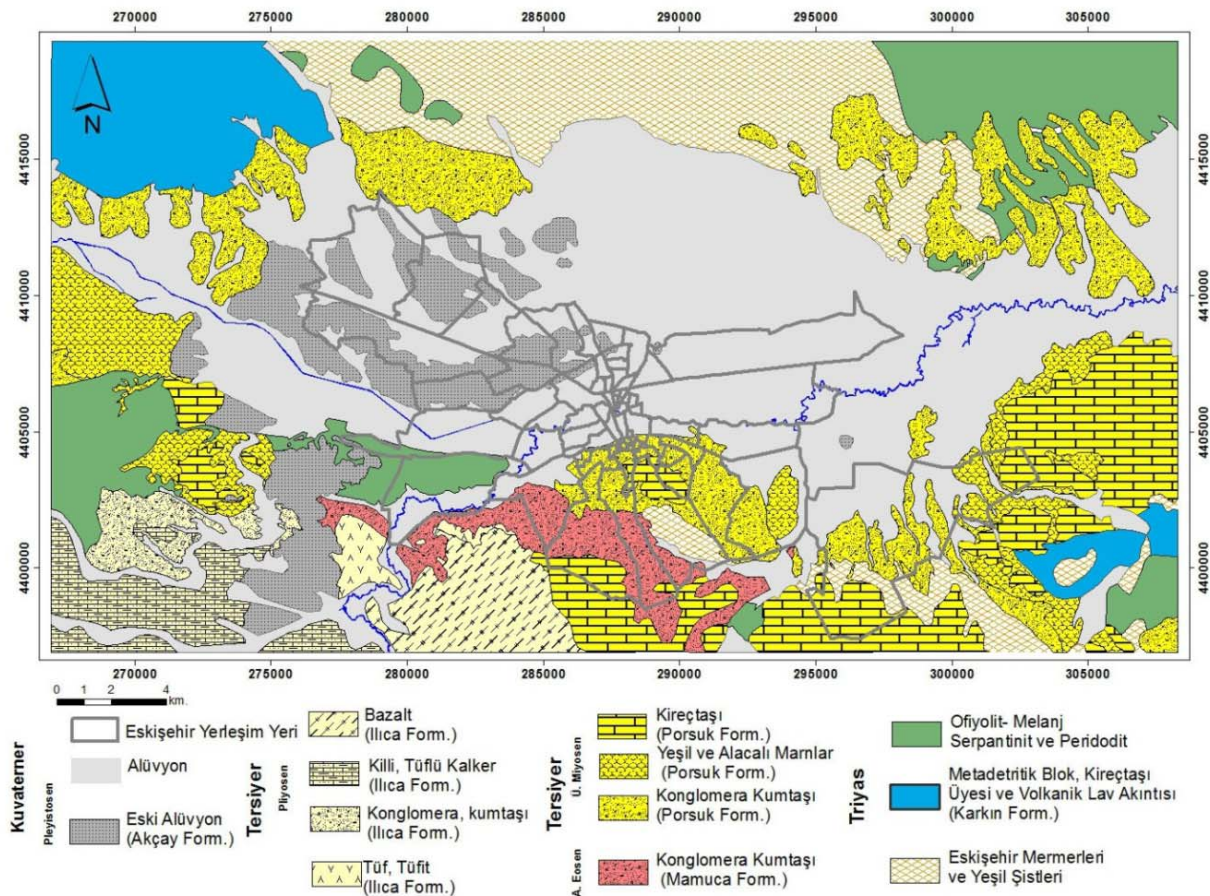 270000 275000 280000 285000 290000 295000 300000 305000
4415000 4415000
N
4410000 4410000
4405000 4405000
4400000 4400000
270000 275000 280000 285000 290000 295000 300000 305000
0 1 2 4
km.
Kuvaterner
Pleyistosen
Eskişehir Yerleşim Yeri
Alüvyon
Eski Alüvyon
(Akçay Form.)
Tersiyer
Pliyosen
Bazalt
(Ilıca Form.)
Killi, Tüflü Kalker
(Ilıca Form.)
Konglomera, kumtaşı
(Ilıca Form.)
Tüf, Tüfit
(Ilıca Form.)
Tersiyer
Ü. Miyosen
A. Eosen
Kireçtaşı
(Porsuk Form.)
Yeşil ve Alacalı Marnlar
(Porsuk Form.)
Konglomera Kumtaşı
(Porsuk Form.)
Konglomera Kumtaşı
(Mamuca Form.)
Triyas
Ofiyolit- Melanj
Serpantinit ve Peridodit
Metadetritik Blok, Kireçtaşı
Üyesi ve Volkanik Lav Akıntısı
(Karkın Form.)
Eskişehir Mermerleri
ve Yeşil Şistleri